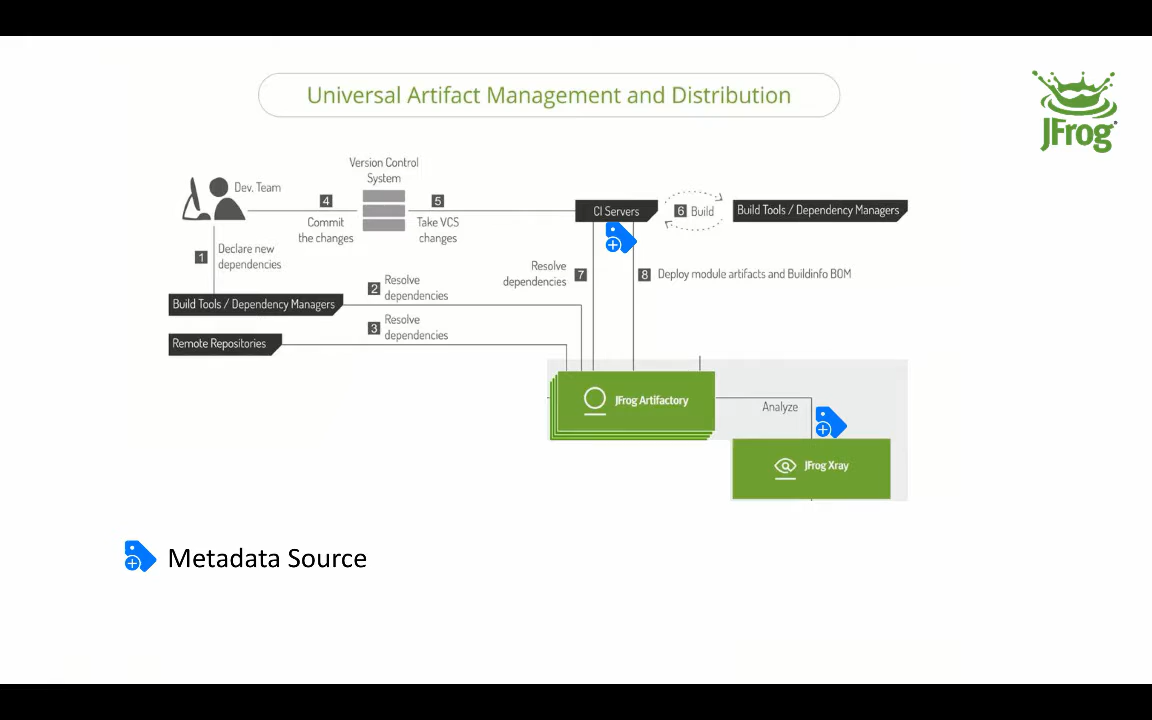 Universal Artifact Management and Distribution
JFrog
Version Control
System
Dev. Team
4
5
Commit
the changes
Take VCS
changes
CI Servers
6 Build
Build Tools / Dependency Managers
1
Declare new
dependencies
Resolve
dependencies
7
8 Deploy module artifacts and Buildinfo BOM
Build Tools / Dependency Managers
2
Resolve
dependencies
Remote Repositories
3
Resolve
dependencies
JFrog Artifactory
Analyze
JFrog Xray
Metadata Source